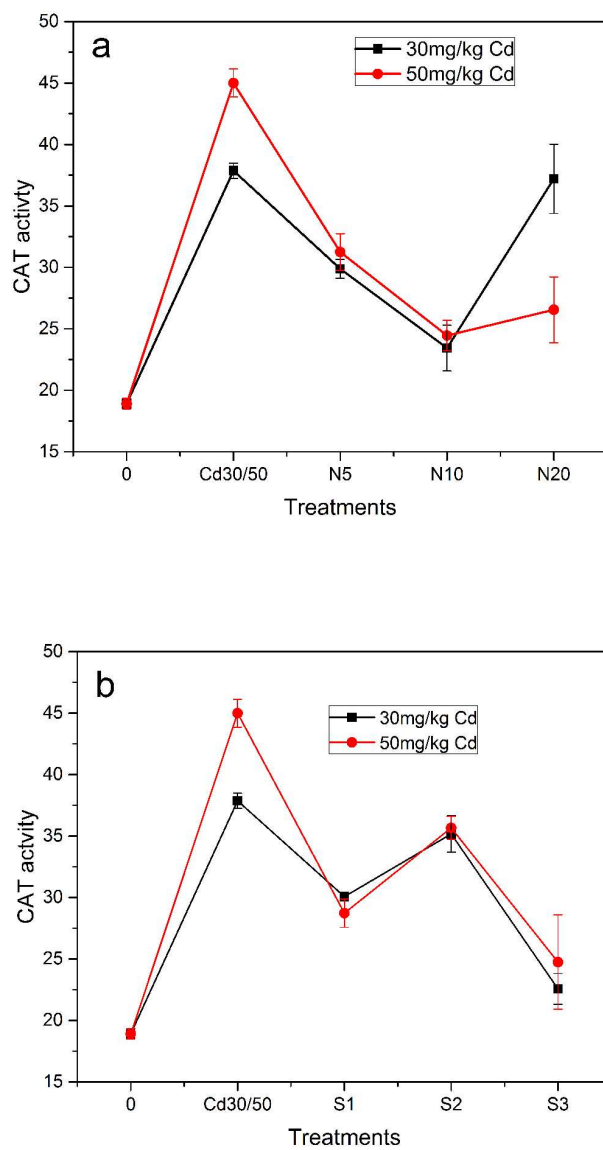 a
30mg/kg Cd
50mg/kg Cd
50
45
40
35
30
25
20
15
CAT activty
0 Cd30/50 N5 N10 N20
Treatments
b
30mg/kg Cd
50mg/kg Cd
50
45
40
35
30
25
20
15
CAT activty
0 Cd30/50 S1 S2 S3
Treatments